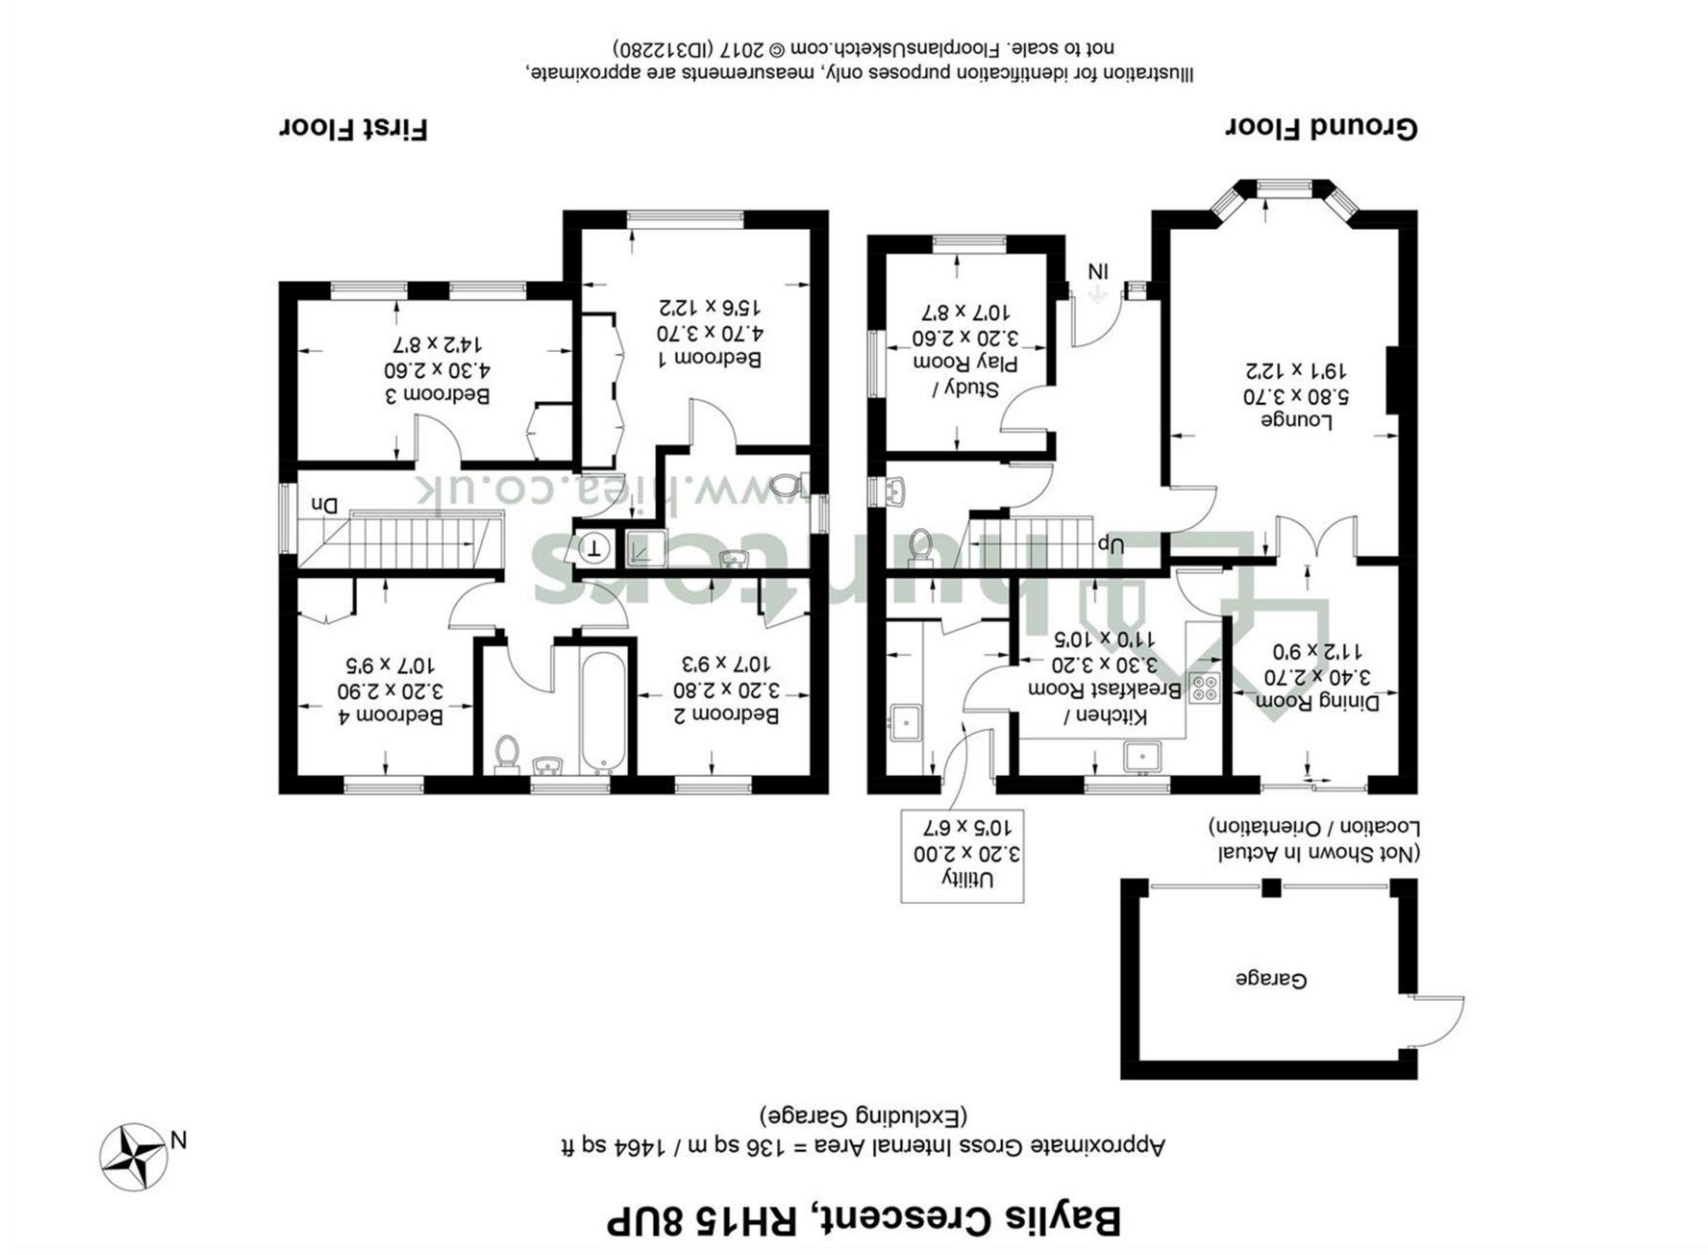 Baylis Crescent, RH15 8UP
Approximate Gross Internal Area = 136 sq m / 1464 sq ft
(Excluding Garage)
N
Garage
(Not Shown In Actual
Location / Orientation)
Utility
3.20 x 2.00
10'5 x 6'7
Dining Room
3.40 x 2.70
11'2 x 9'0
Kitchen /
Breakfast Room
3.30 x 3.20
11'0 x 10'5
Up
Lounge
5.80 x 3.70
19'1 x 12'2
Study /
Play Room
3.20 x 2.60
10'7 x 8'7
IN
Bedroom 2
3.20 x 2.80
10'7 x 9'3
Bedroom 4
3.20 x 2.90
10'7 x 9'5
T
Dn
Bedroom 1
4.70 x 3.70
15'6 x 12'2
Bedroom 3
4.30 x 2.60
14'2 x 8'7
hunters
www.hiea.co.uk
Ground Floor
First Floor
Illustration for identification purposes only, measurements are approximate,
not to scale. FloorplansUsketch.com © 2017 (ID312280)